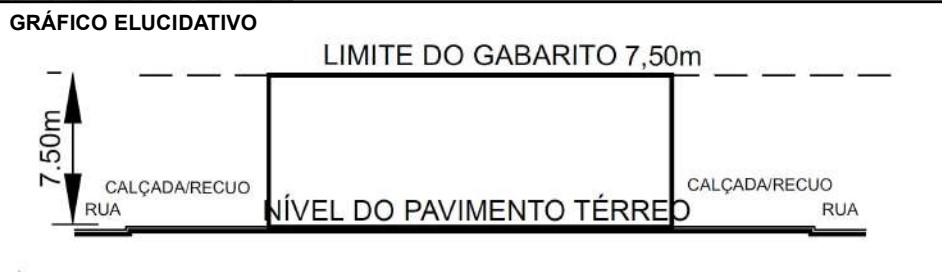 GRÁFICO ELUCIDATIVO
LIMITE DO GABARITO 7,50m
7.50m
CALÇADA/RECUO
CALÇADA/RECUO
RUA
NÍVEL DO PAVIMENTO TÉRREO
RUA